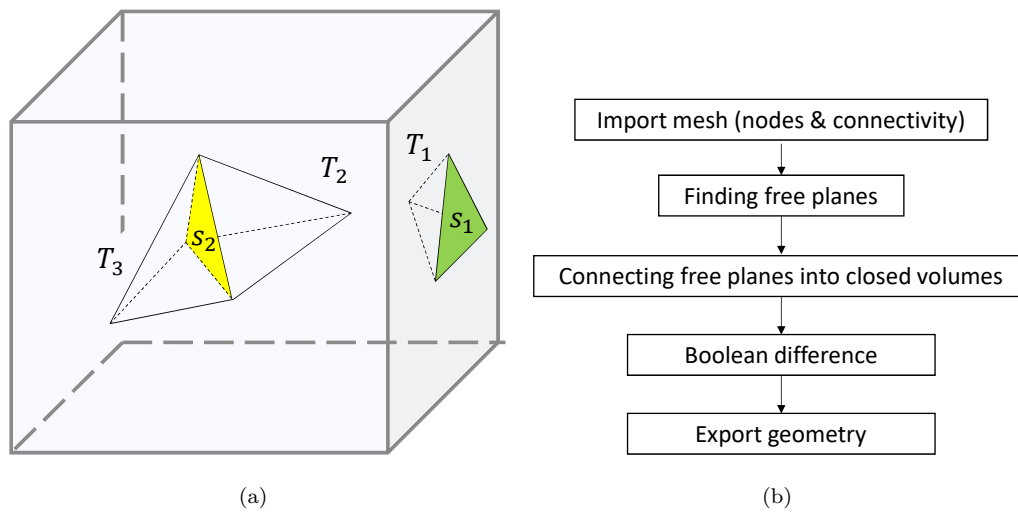 T₁
T₂
s₁
s₂
T₃
(a)
Import mesh (nodes & connectivity)
Finding free planes
Connecting free planes into closed volumes
Boolean difference
Export geometry
(b)